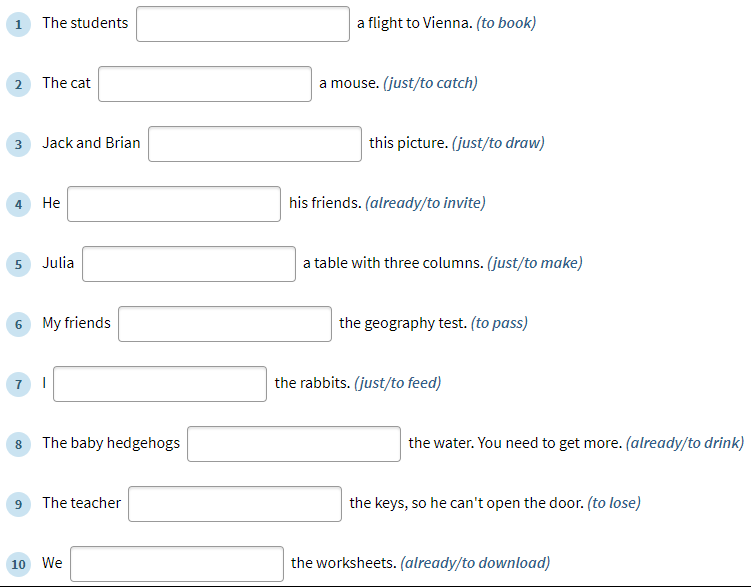 1 The students a flight to Vienna. (to book)
2 The cat a mouse. (just/to catch)
3 Jack and Brian this picture. (just/to draw)
4 He his friends. (already/to invite)
5 Julia a table with three columns. (just/to make)
6 My friends the geography test. (to pass)
7 I the rabbits. (just/to feed)
8 The baby hedgehogs the water. You need to get more. (already/to drink)
9 The teacher the keys, so he can't open the door. (to lose)
10 We the worksheets. (already/to download)